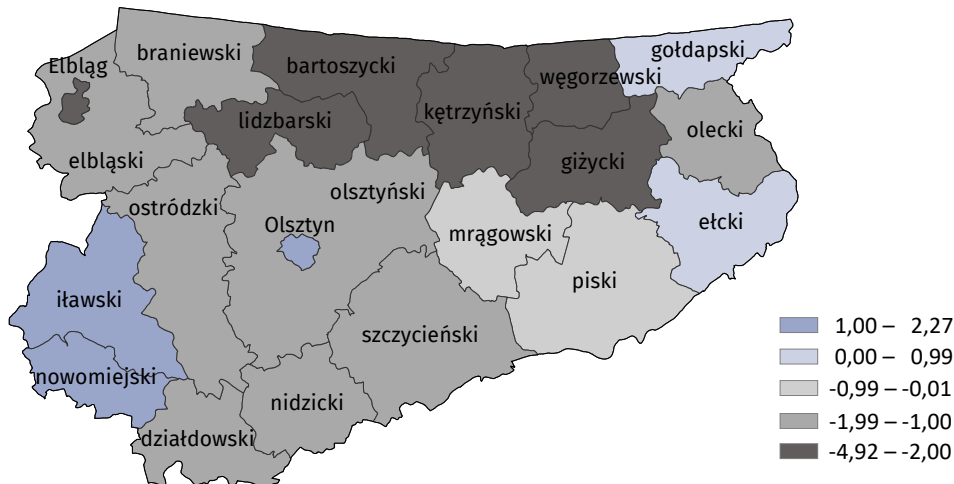 gołdapski
braniewski
Elbląg
bartoszycki
węgorzewski
kętrzyński
lidzbarski
olecki
elbląski
giżycki
olsztyński
ostródzki
Olsztyn
ełcki
mrągowski
piski
iławski
szczycieński
nowomiejski
nidzicki
działdowski
1,00 – 2,27
0,00 – 0,99
-0,99 – -0,01
-1,99 – -1,00
-4,92 – -2,00